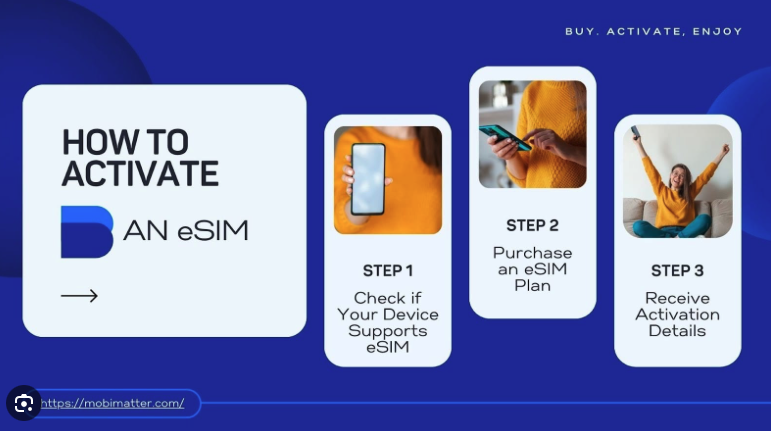 BUY. ACTIVATE, ENJOY
HOW TO
ACTIVATE
AN eSIM
STEP 1
Check if
Your Device
Supports
eSIM
STEP 2
Purchase
an eSIM
Plan
STEP 3
Receive
Activation
Details
https://mobimatter.com/